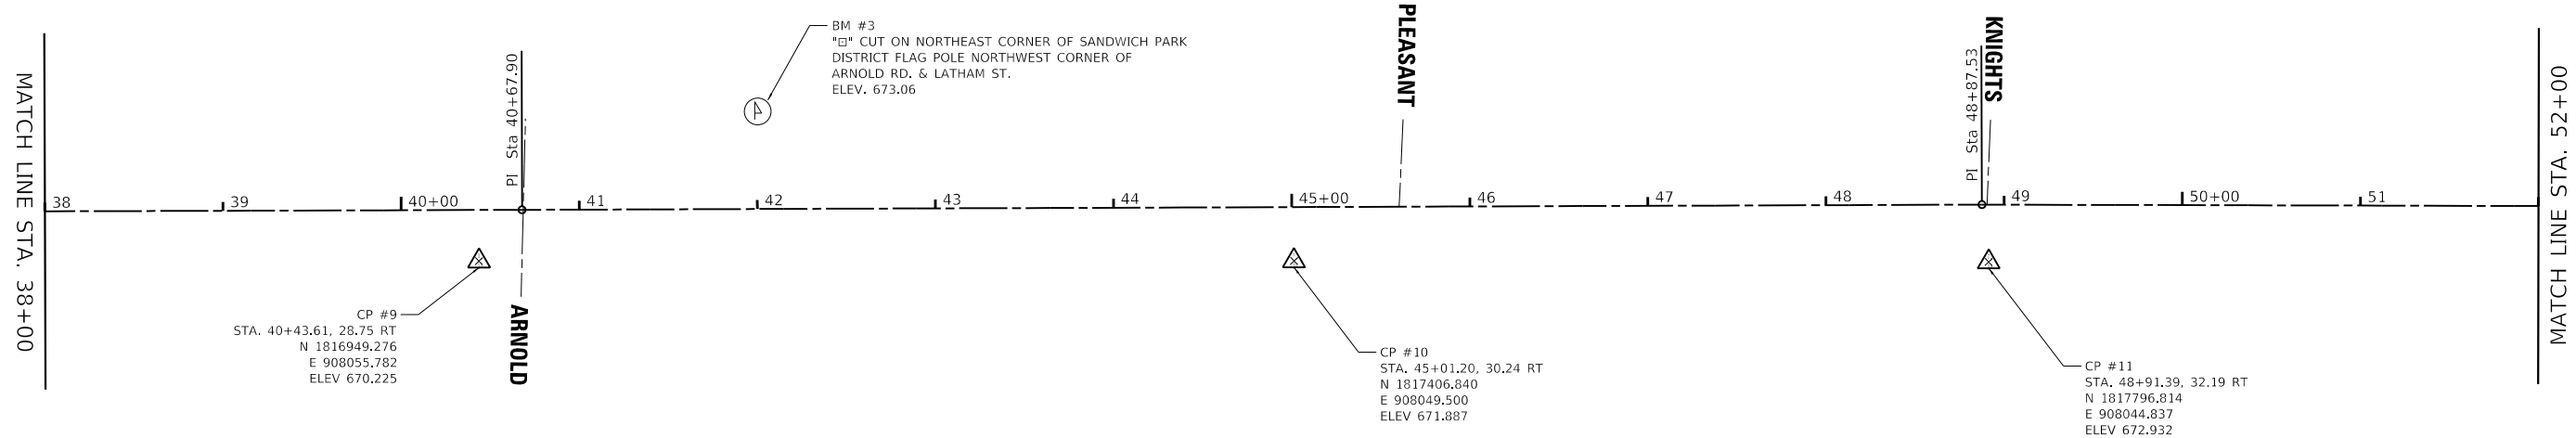 MATCH LINE STA. 38+00
PI Sta 40+67.90
BM #3
"⊡" CUT ON NORTHEAST CORNER OF SANDWICH PARK
DISTRICT FLAG POLE NORTHWEST CORNER OF
ARNOLD RD. & LATHAM ST.
ELEV. 673.06
PLEASANT
PI Sta 48+87.53
KNIGHTS
MATCH LINE STA. 52+00
38
39
40+00
41
42
43
44
45+00
46
47
48
49
50+00
51
CP #9
STA. 40+43.61, 28.75 RT
N 1816949.276
E 908055.782
ELEV 670.225
ARNOLD
CP #10
STA. 45+01.20, 30.24 RT
N 1817406.840
E 908049.500
ELEV 671.887
CP #11
STA. 48+91.39, 32.19 RT
N 1817796.814
E 908044.837
ELEV 672.932